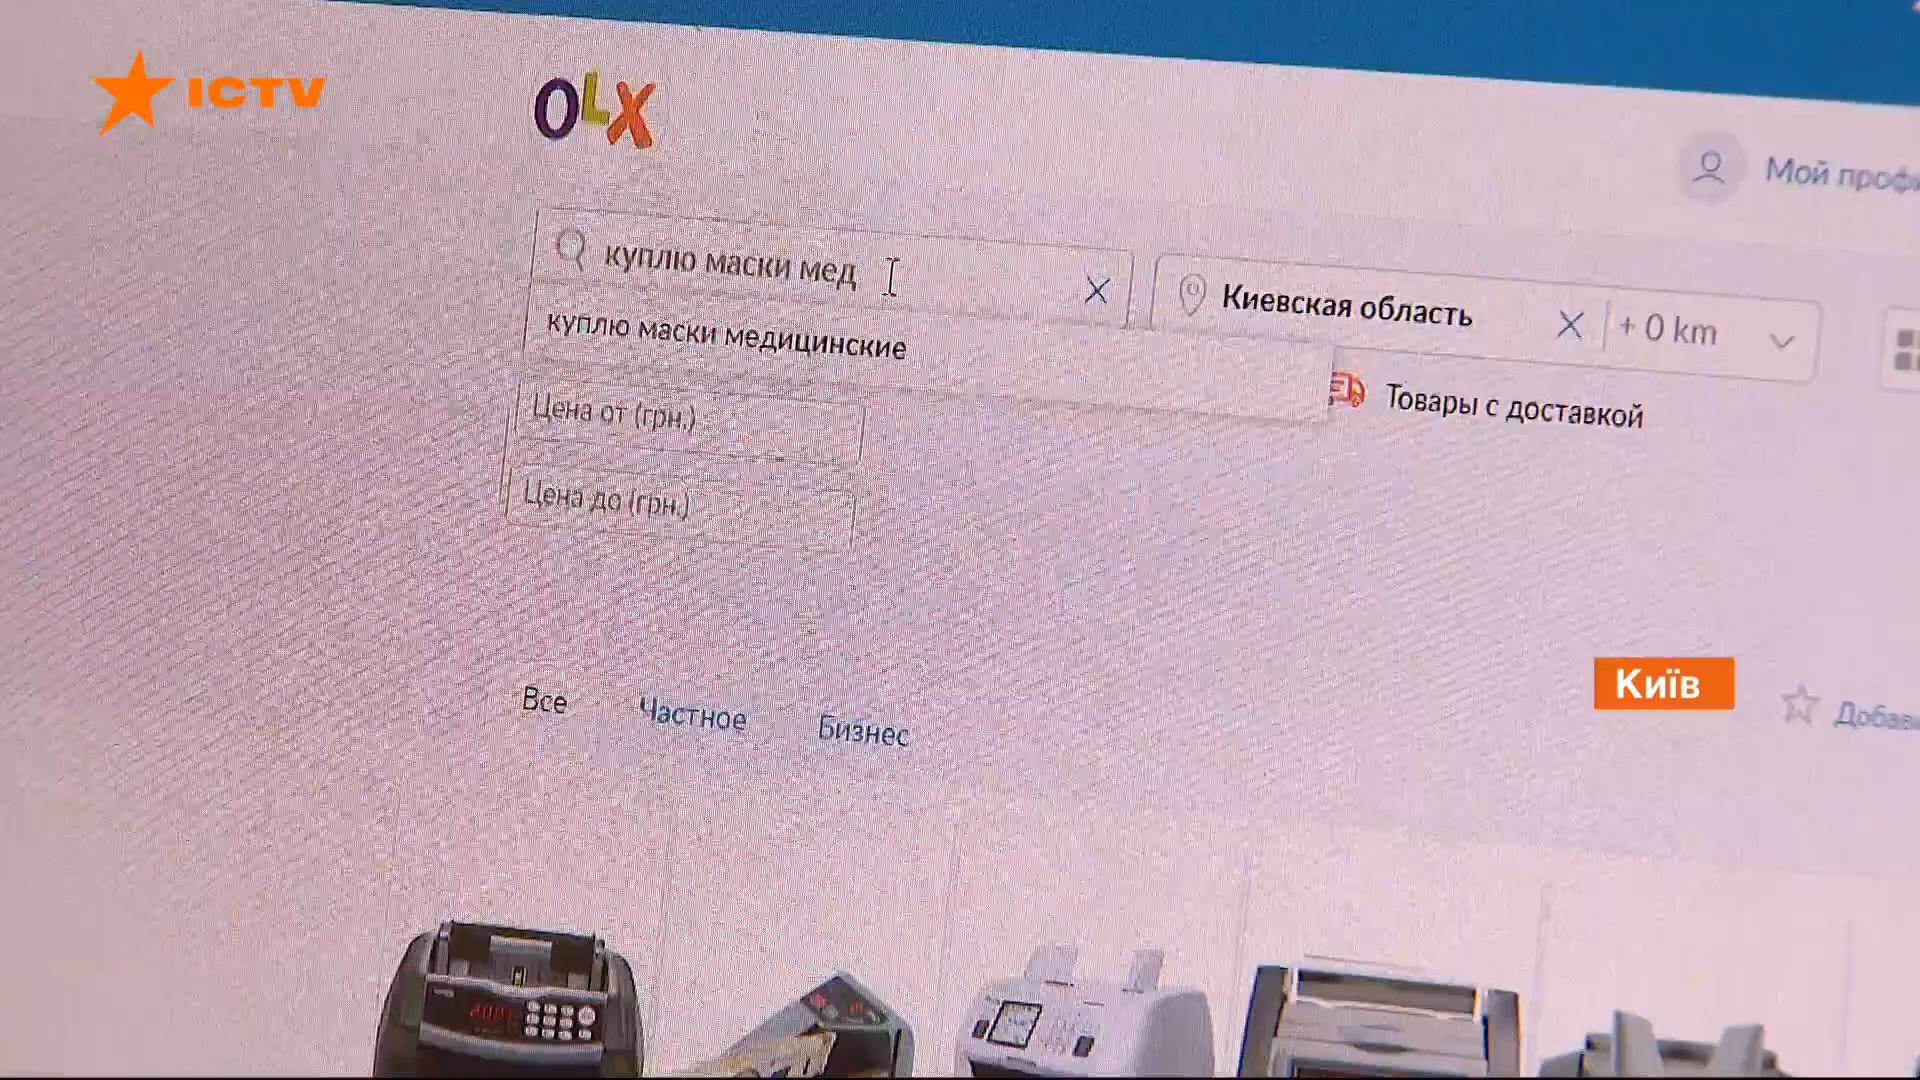 ICTV
OLX
Мой
куплю маски мед
Киевская область
+ 0 km
куплю маски медицинские
Товары с доставкой
Цена от (грн.)
Цена до (грн.)
Київ
Все
Частное
Бизнес